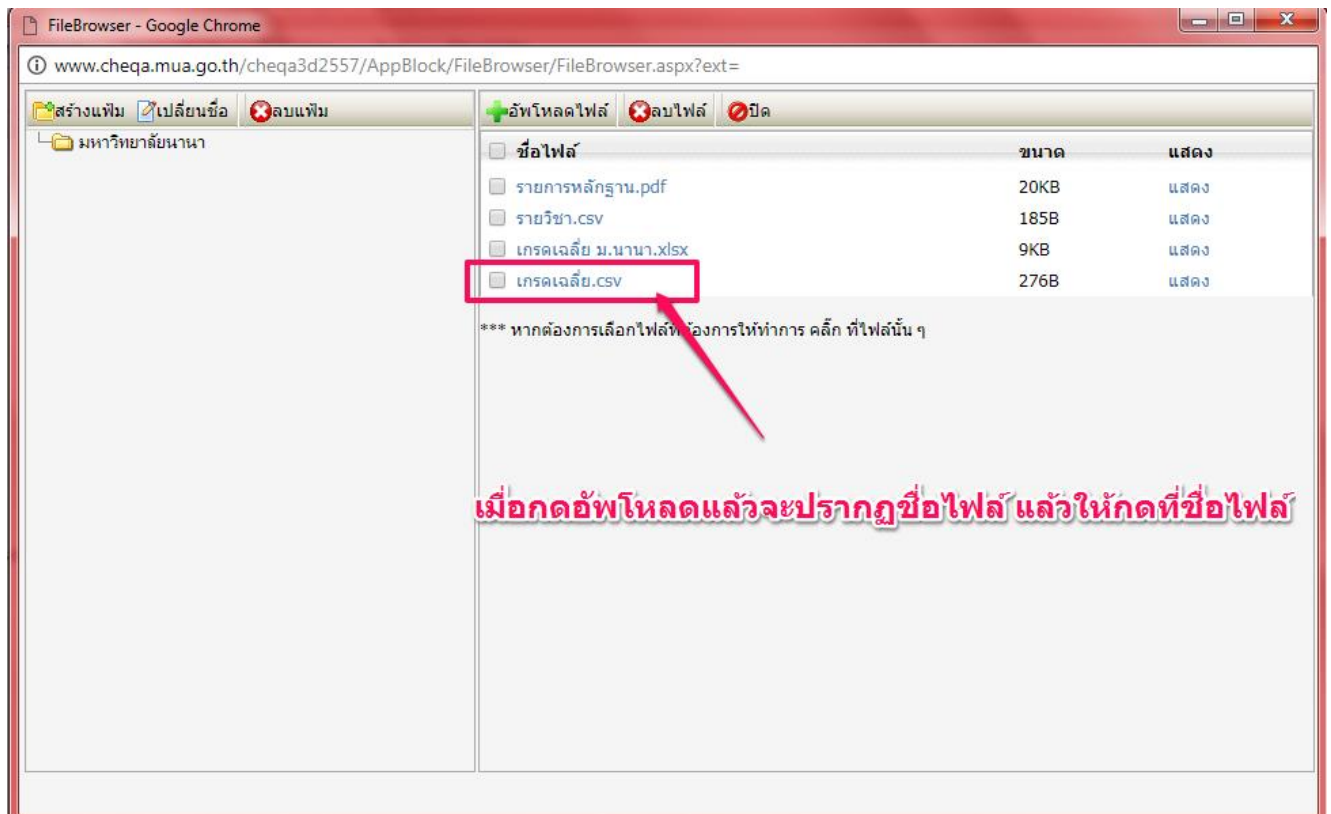 FileBrowser - Google Chrome
www.cheqa.mua.go.th/cheqa3d2557/AppBlock/FileBrowser/FileBrowser.aspx?ext=
สร้างแฟ้ม เปลี่ยนชื่อ ลบแฟ้ม
มหาวิทยาลัยนานา
อัพโหลดไฟล์ ลบไฟล์ ปิด
ชื่อไฟล์ ขนาด แสดง
รายการหลักฐาน.pdf 20KB แสดง
รายวิชา.csv 185B แสดง
เกรดเฉลี่ย ม.นานา.xlsx 9KB แสดง
เกรดเฉลี่ย.csv 276B แสดง
*** หากต้องการเลือกไฟล์ที่ต้องการให้ทำการ คลิ๊ก ที่ไฟล์นั้น ๆ
เมื่อกดอัพโหลดแล้วจะปรากฏชื่อไฟล์ แล้วให้กดที่ชื่อไฟล์